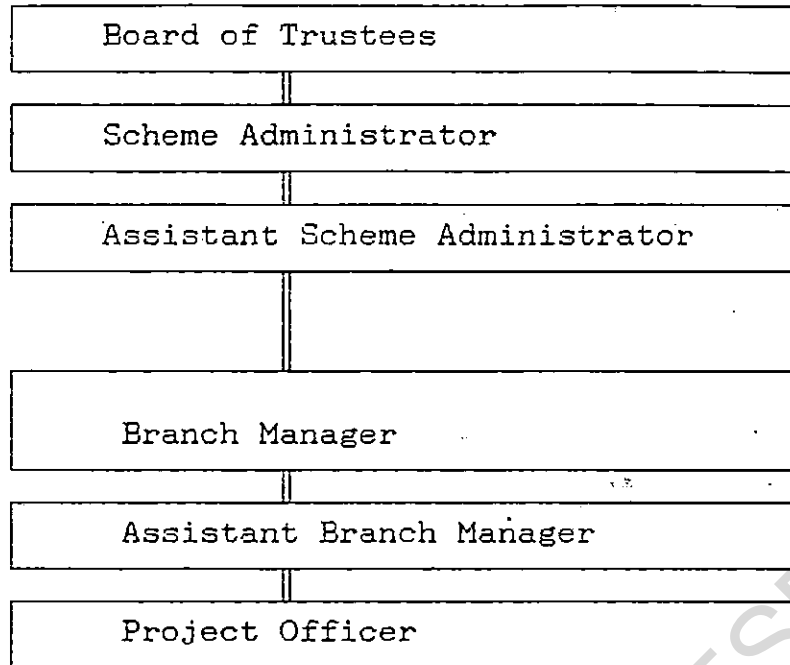 Board of Trustees
Scheme Administrator
Assistant Scheme Administrator
Branch Manager
Assistant Branch Manager
Project Officer